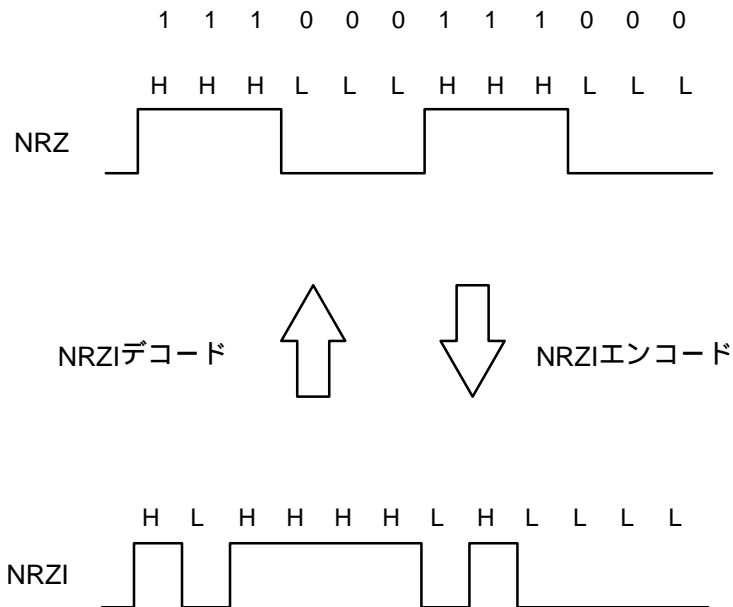 1 1 1 0 0 0 1 1 1 0 0 0
H H H L L L H H H L L L
NRZ
NRZIデコード
NRZIエンコード
H L H H H H L H L L L L
NRZI